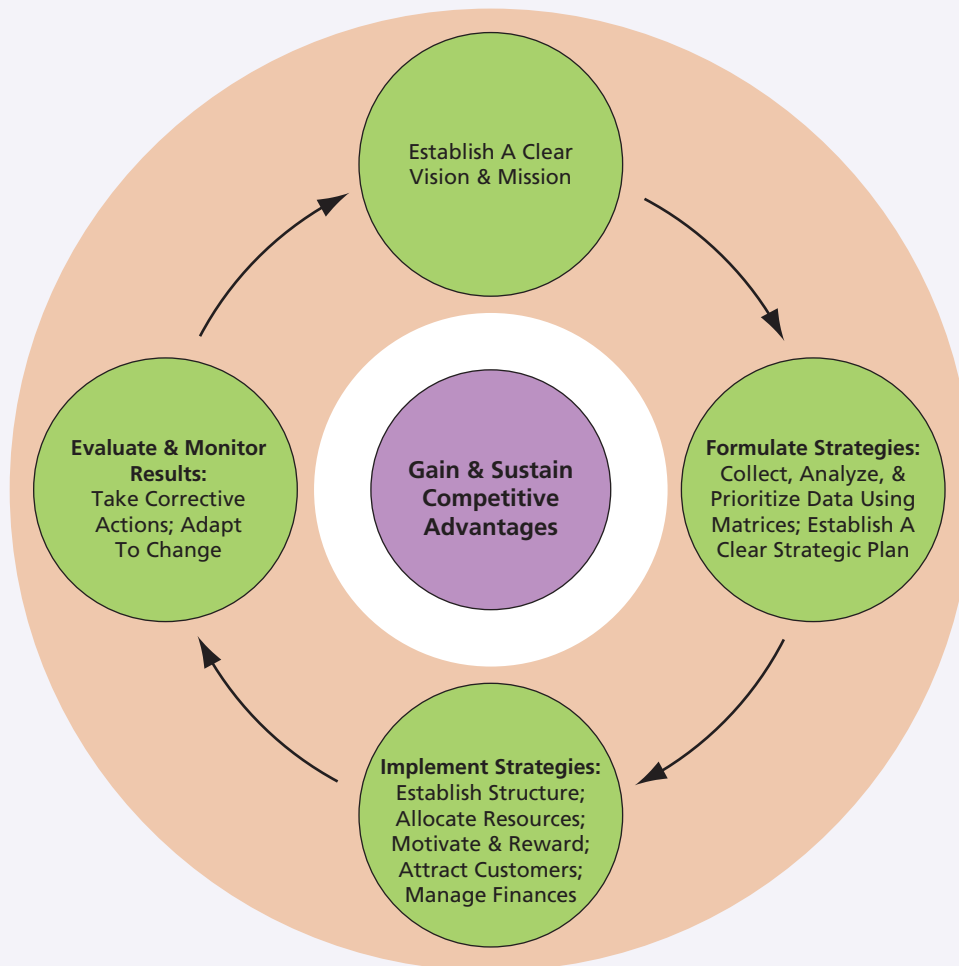 Establish A Clear
Vision & Mission
Formulate Strategies:
Collect, Analyze, &
Prioritize Data Using
Matrices; Establish A
Clear Strategic Plan
Implement Strategies:
Establish Structure;
Allocate Resources;
Motivate & Reward;
Attract Customers;
Manage Finances
Evaluate & Monitor
Results:
Take Corrective
Actions; Adapt
To Change
Gain & Sustain
Competitive
Advantages